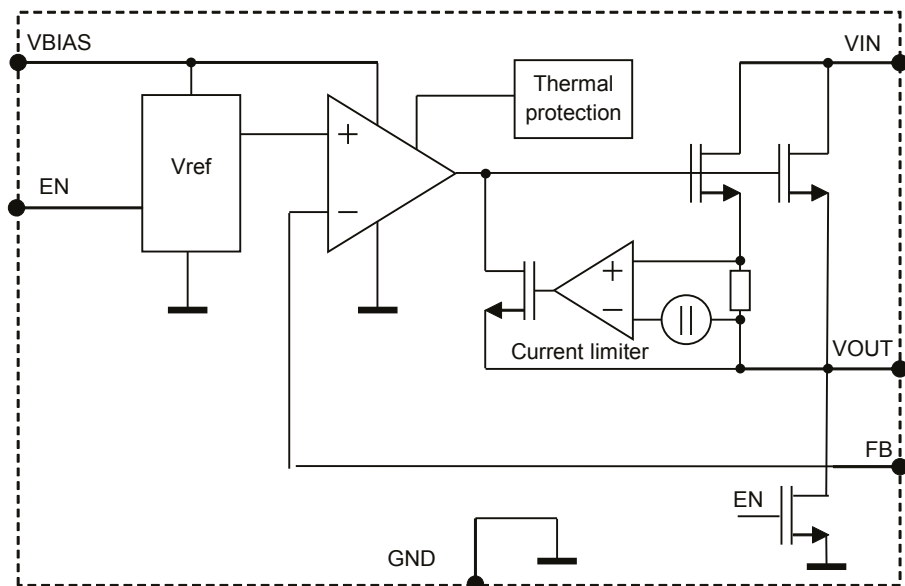 VBIAS
VIN
Thermal
protection
+
Vref
EN
−
+
−
Current limiter
VOUT
FB
EN
GND